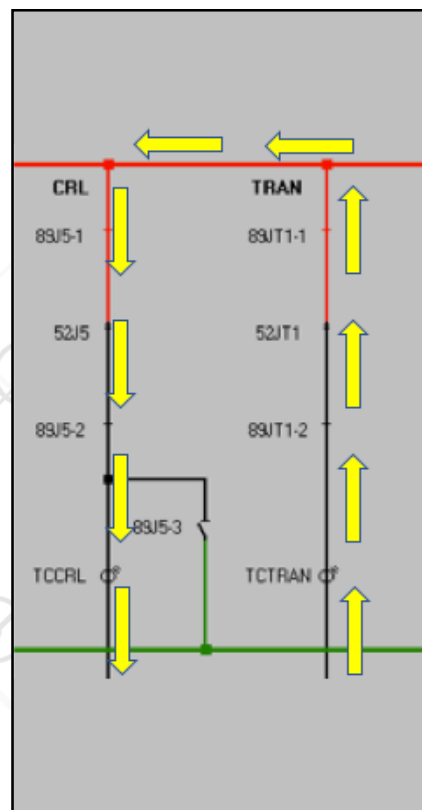 CRL TRAN
89J5-1 89JT1-1
52J5 52JT1
89J5-2 89JT1-2
89J5-3
TCCRL TCTRAN